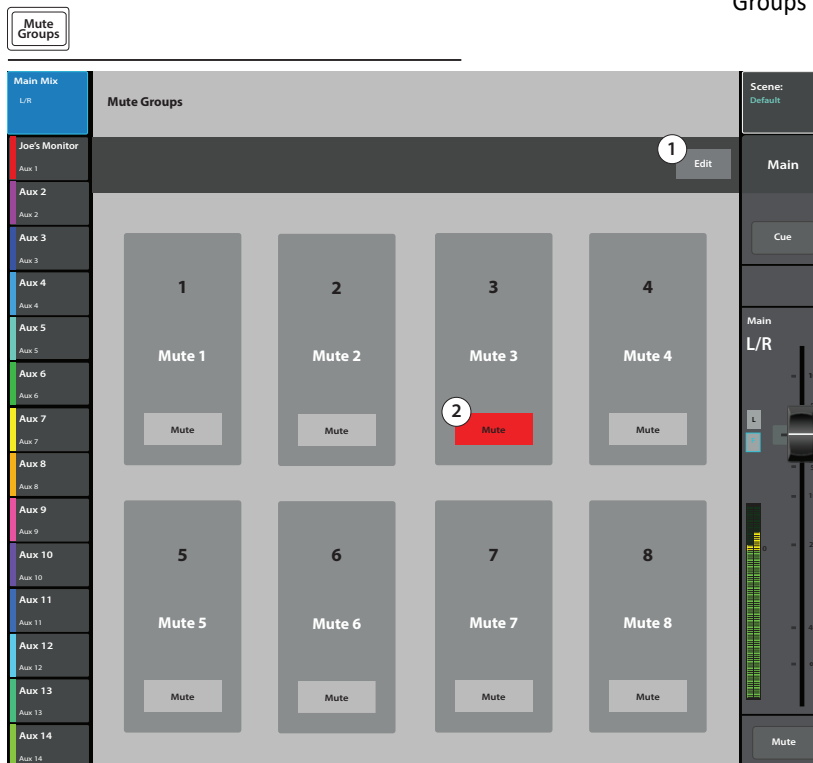 Groups
Mute
Groups
Main Mix
L/R
Mute Groups
Scene:
Default
Joe's Monitor
Aux 1
1
Edit
Main
Aux 2
Aux 2
Aux 3
Aux 3
Cue
Aux 4
Aux 4
1
2
3
4
Aux 5
Aux 5
Main
L/R
Mute 1
Mute 2
Mute 3
Mute 4
Aux 6
Aux 6
Aux 7
Aux 7
2
Mute
Mute
Mute
Mute
L
Aux 8
Aux 8
Aux 9
Aux 9
Aux 10
Aux 10
5
6
7
8
0
Aux 11
Aux 11
Mute 5
Mute 6
Mute 7
Mute 8
Aux 12
Aux 12
Aux 13
Aux 13
Mute
Mute
Mute
Mute
Aux 14
Aux 14
Mute